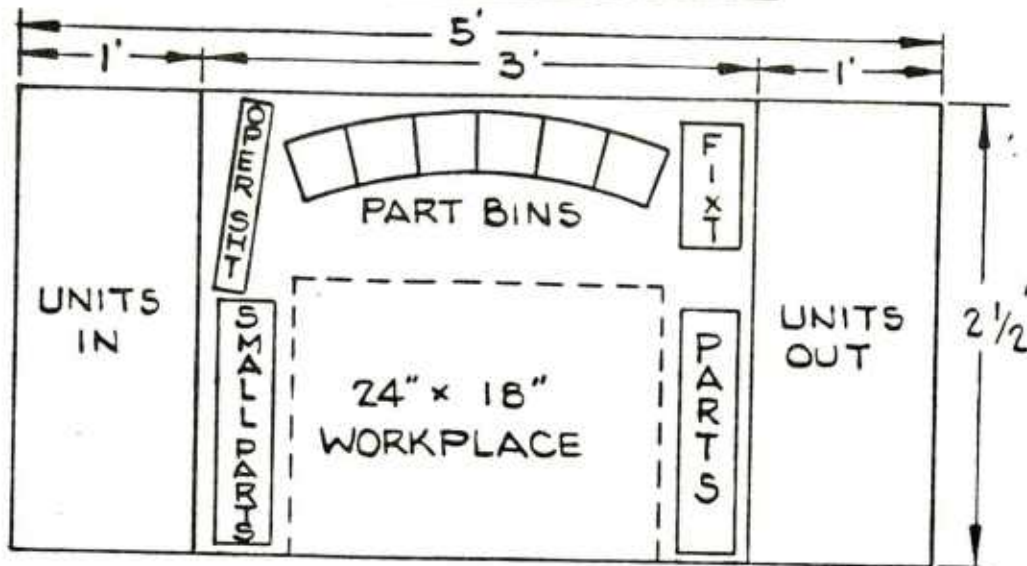 5'
1' 3' 1'
OPER SHT
PART BINS
FIXT
UNITS
IN
SMALL PARTS
24" x 18"
WORKPLACE
PARTS
UNITS
OUT
2 1/2'